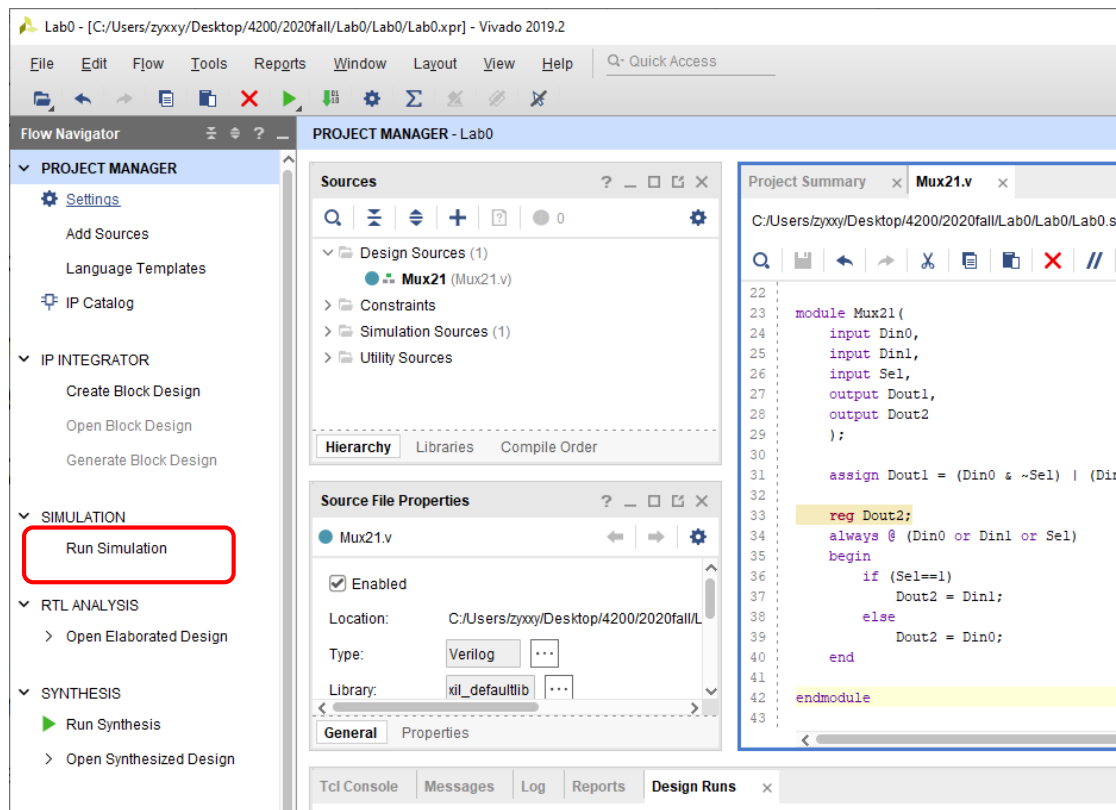 Lab0 - [C:/Users/zyxxy/Desktop/4200/2020fall/Lab0/Lab0/Lab0.xpr] - Vivado 2019.2
File Edit Flow Tools Reports Window Layout View Help Quick Access
Flow Navigator
PROJECT MANAGER
Settings
Add Sources
Language Templates
IP Catalog
IP INTEGRATOR
Create Block Design
Open Block Design
Generate Block Design
SIMULATION
Run Simulation
RTL ANALYSIS
Open Elaborated Design
SYNTHESIS
Run Synthesis
Open Synthesized Design
PROJECT MANAGER - Lab0
Sources
0
Design Sources (1)
Mux21 (Mux21.v)
Constraints
Simulation Sources (1)
Utility Sources
Hierarchy Libraries Compile Order
Source File Properties
Mux21.v
Enabled
Location: C:/Users/zyxxy/Desktop/4200/2020fall/L
Type: Verilog
Library: xil_defaultlib
General Properties
Project Summary Mux21.v
C:/Users/zyxxy/Desktop/4200/2020fall/Lab0/Lab0/Lab0.s
22
23 module Mux21(
24 input Din0,
25 input Din1,
26 input Sel,
27 output Dout1,
28 output Dout2
29 );
30
31 assign Dout1 = (Din0 & ~Sel) | (Din
32
33 reg Dout2;
34 always @ (Din0 or Din1 or Sel)
35 begin
36 if (Sel==1)
37 Dout2 = Din1;
38 else
39 Dout2 = Din0;
40 end
41
42 endmodule
43
Tcl Console Messages Log Reports Design Runs